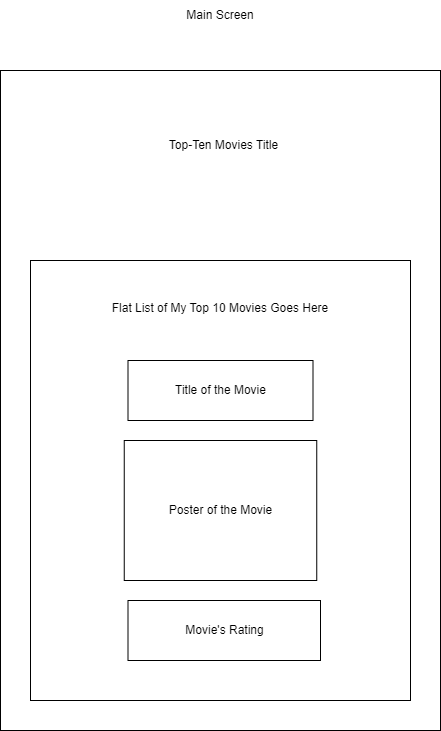 Main Screen
Top-Ten Movies Title
Flat List of My Top 10 Movies Goes Here
Title of the Movie
Poster of the Movie
Movie's Rating